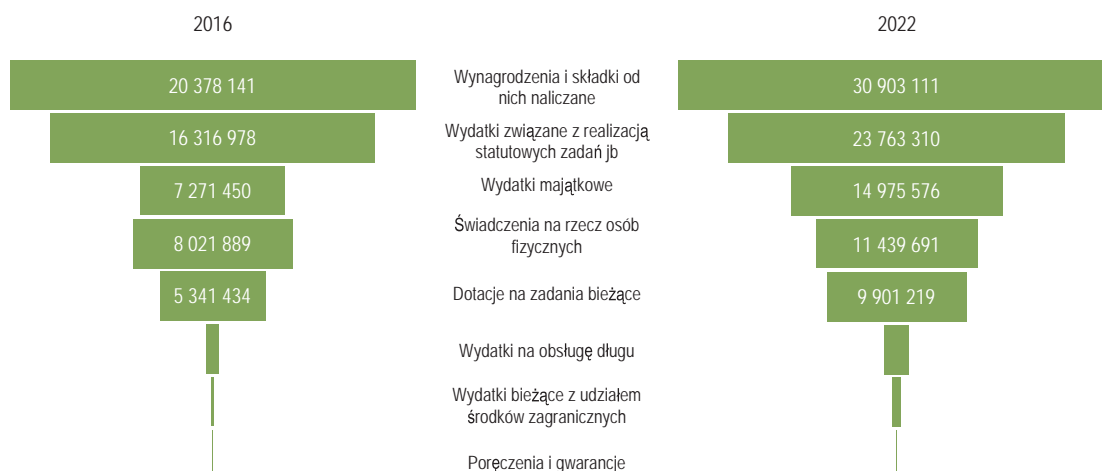 2016
2022
20 378 141
Wynagrodzenia i składki od
nich naliczane
30 903 111
16 316 978
Wydatki związane z realizacją
statutowych zadań jb
23 763 310
7 271 450
Wydatki majątkowe
14 975 576
8 021 889
Świadczenia na rzecz osób
fizycznych
11 439 691
5 341 434
Dotacje na zadania bieżące
9 901 219
Wydatki na obsługę długu
Wydatki bieżące z udziałem
środków zagranicznych
Poręczenia i gwarancje